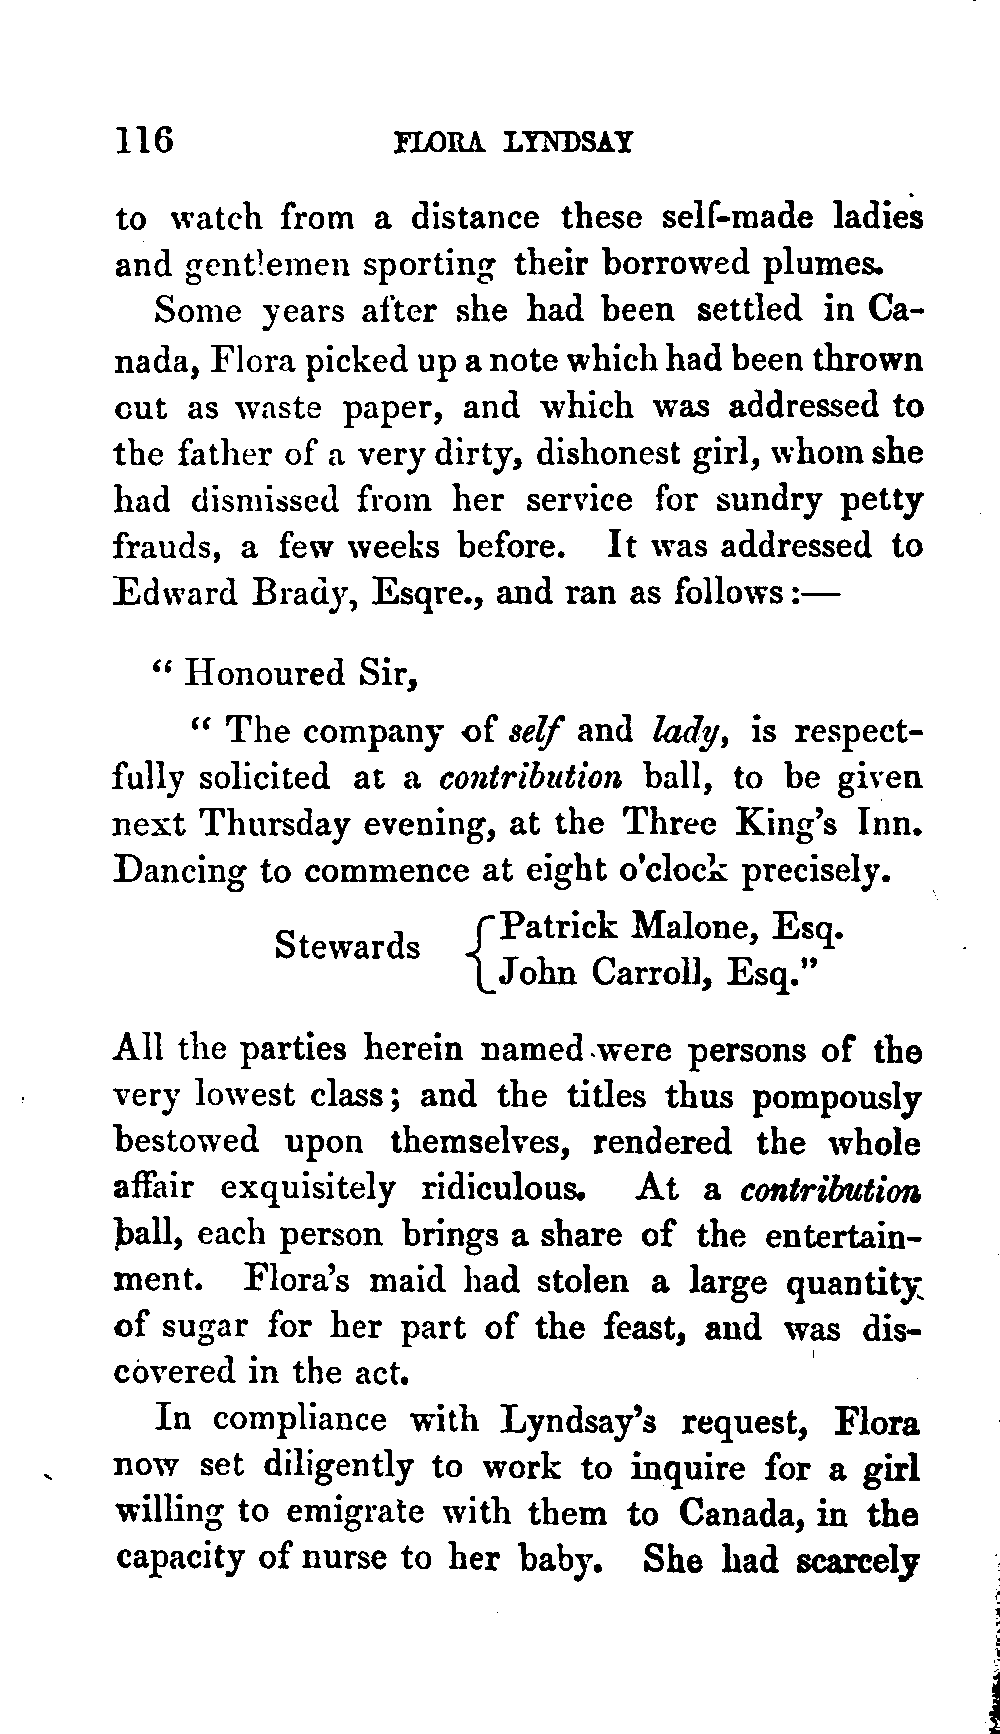 116 FLORA LYNDSAY
to watch from a distance these self-made ladies
and gentlemen sporting their borrowed plumes.
Some years after she had been settled in Ca-
nada, Flora picked up a note which had been thrown
out as waste paper, and which was addressed to
the father of a very dirty, dishonest girl, whom she
had dismissed from her service for sundry petty
frauds, a few weeks before. It was addressed to
Edward Brady, Esqre., and ran as follows:—
“ Honoured Sir,
“ The company of self and lady, is respect-
fully solicited at a contribution ball, to be given
next Thursday evening, at the Three King’s Inn.
Dancing to commence at eight o’clock precisely.
Stewards { Patrick Malone, Esq.
John Carroll, Esq.”
All the parties herein named were persons of the
very lowest class; and the titles thus pompously
bestowed upon themselves, rendered the whole
affair exquisitely ridiculous. At a contribution
ball, each person brings a share of the entertain-
ment. Flora’s maid had stolen a large quantity
of sugar for her part of the feast, and was dis-
covered in the act.
In compliance with Lyndsay’s request, Flora
now set diligently to work to inquire for a girl
willing to emigrate with them to Canada, in the
capacity of nurse to her baby. She had scarcely